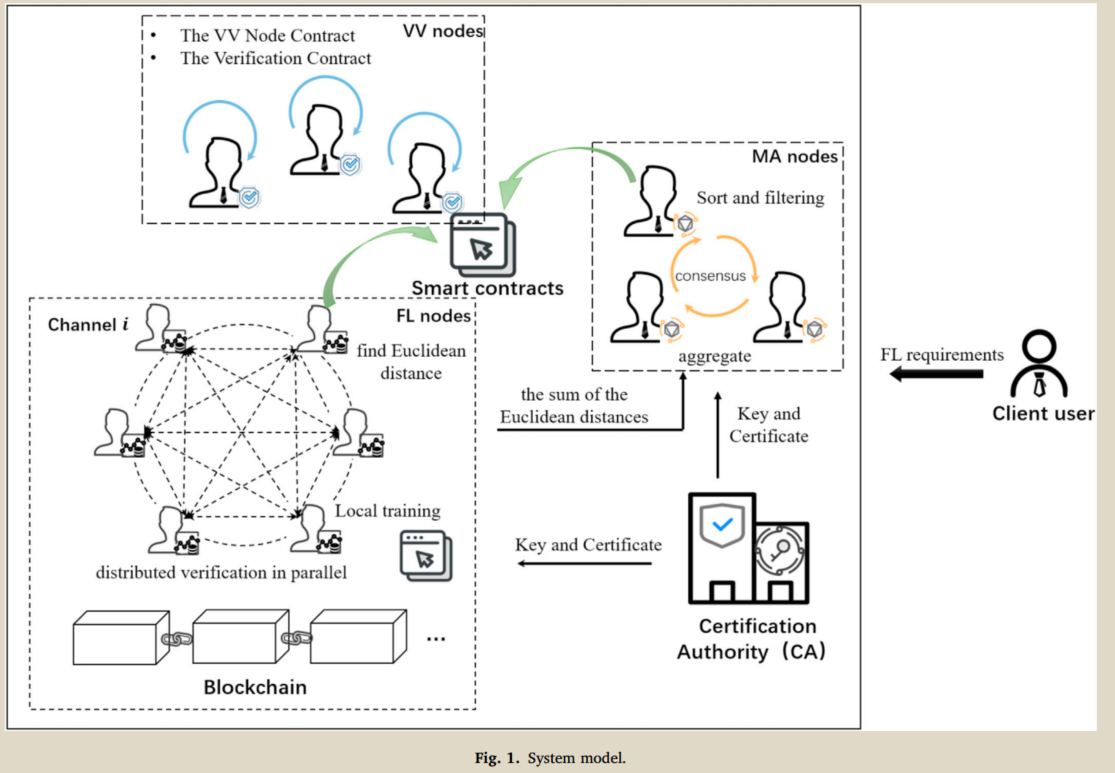 VV nodes
• The VV Node Contract
• The Verification Contract
MA nodes
Sort and filtering
consensus
aggregate
Smart contracts
FL nodes
Channel i
find Euclidean
distance
the sum of the
Euclidean distances
Key and
Certificate
FL requirements
Client user
Local training
distributed verification in parallel
Key and Certificate
Certification
Authority（CA）
...
Blockchain
Fig. 1. System model.